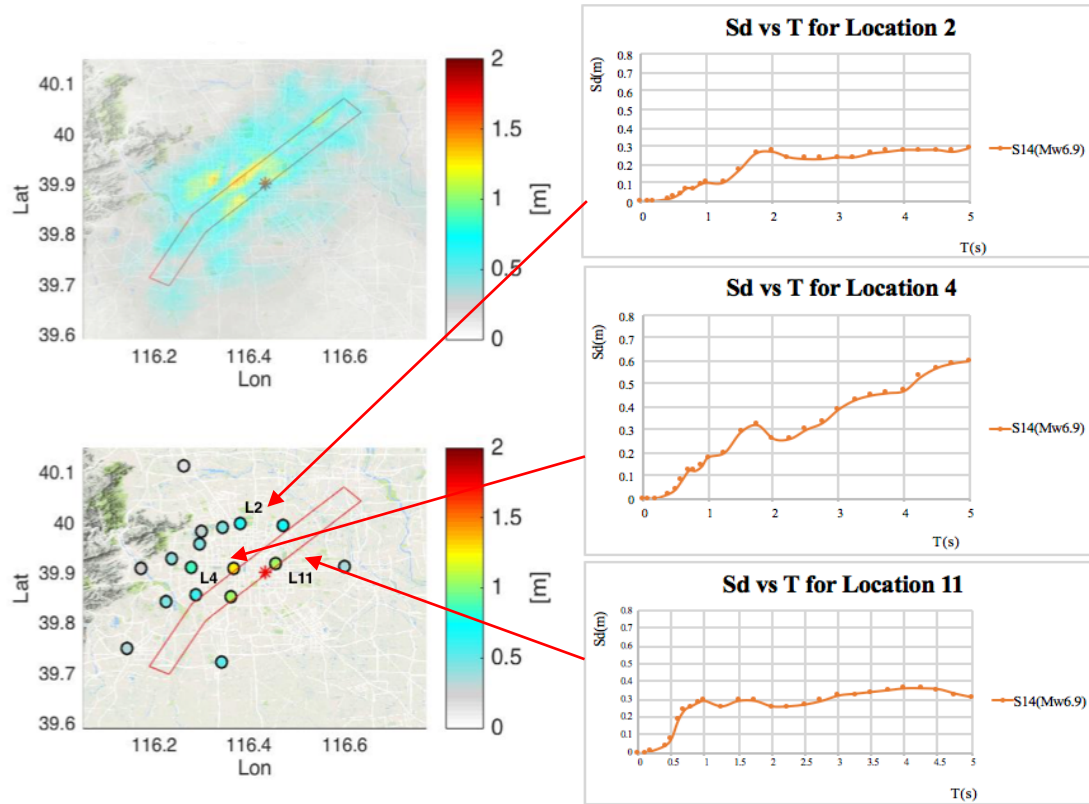 40.1
40
39.9
39.8
39.7
39.6
Lat
116.2
116.4
116.6
Lon
2
1.5
1
0.5
0
[m]
40.1
40
39.9
39.8
39.7
39.6
Lat
116.2
116.4
116.6
Lon
L2
L4
L11
2
1.5
1
0.5
0
[m]
Sd vs T for Location 2
Sd(m)
0.8
0.7
0.6
0.5
0.4
0.3
0.2
0.1
0
0 1 2 3 4 5
T(s)
S14(Mw6.9)
Sd vs T for Location 4
Sd(m)
0.8
0.7
0.6
0.5
0.4
0.3
0.2
0.1
0
0 1 2 3 4 5
T(s)
S14(Mw6.9)
Sd vs T for Location 11
Sd(m)
0.8
0.7
0.6
0.5
0.4
0.3
0.2
0.1
0
0 0.5 1 1.5 2 2.5 3 3.5 4 4.5 5
T(s)
S14(Mw6.9)